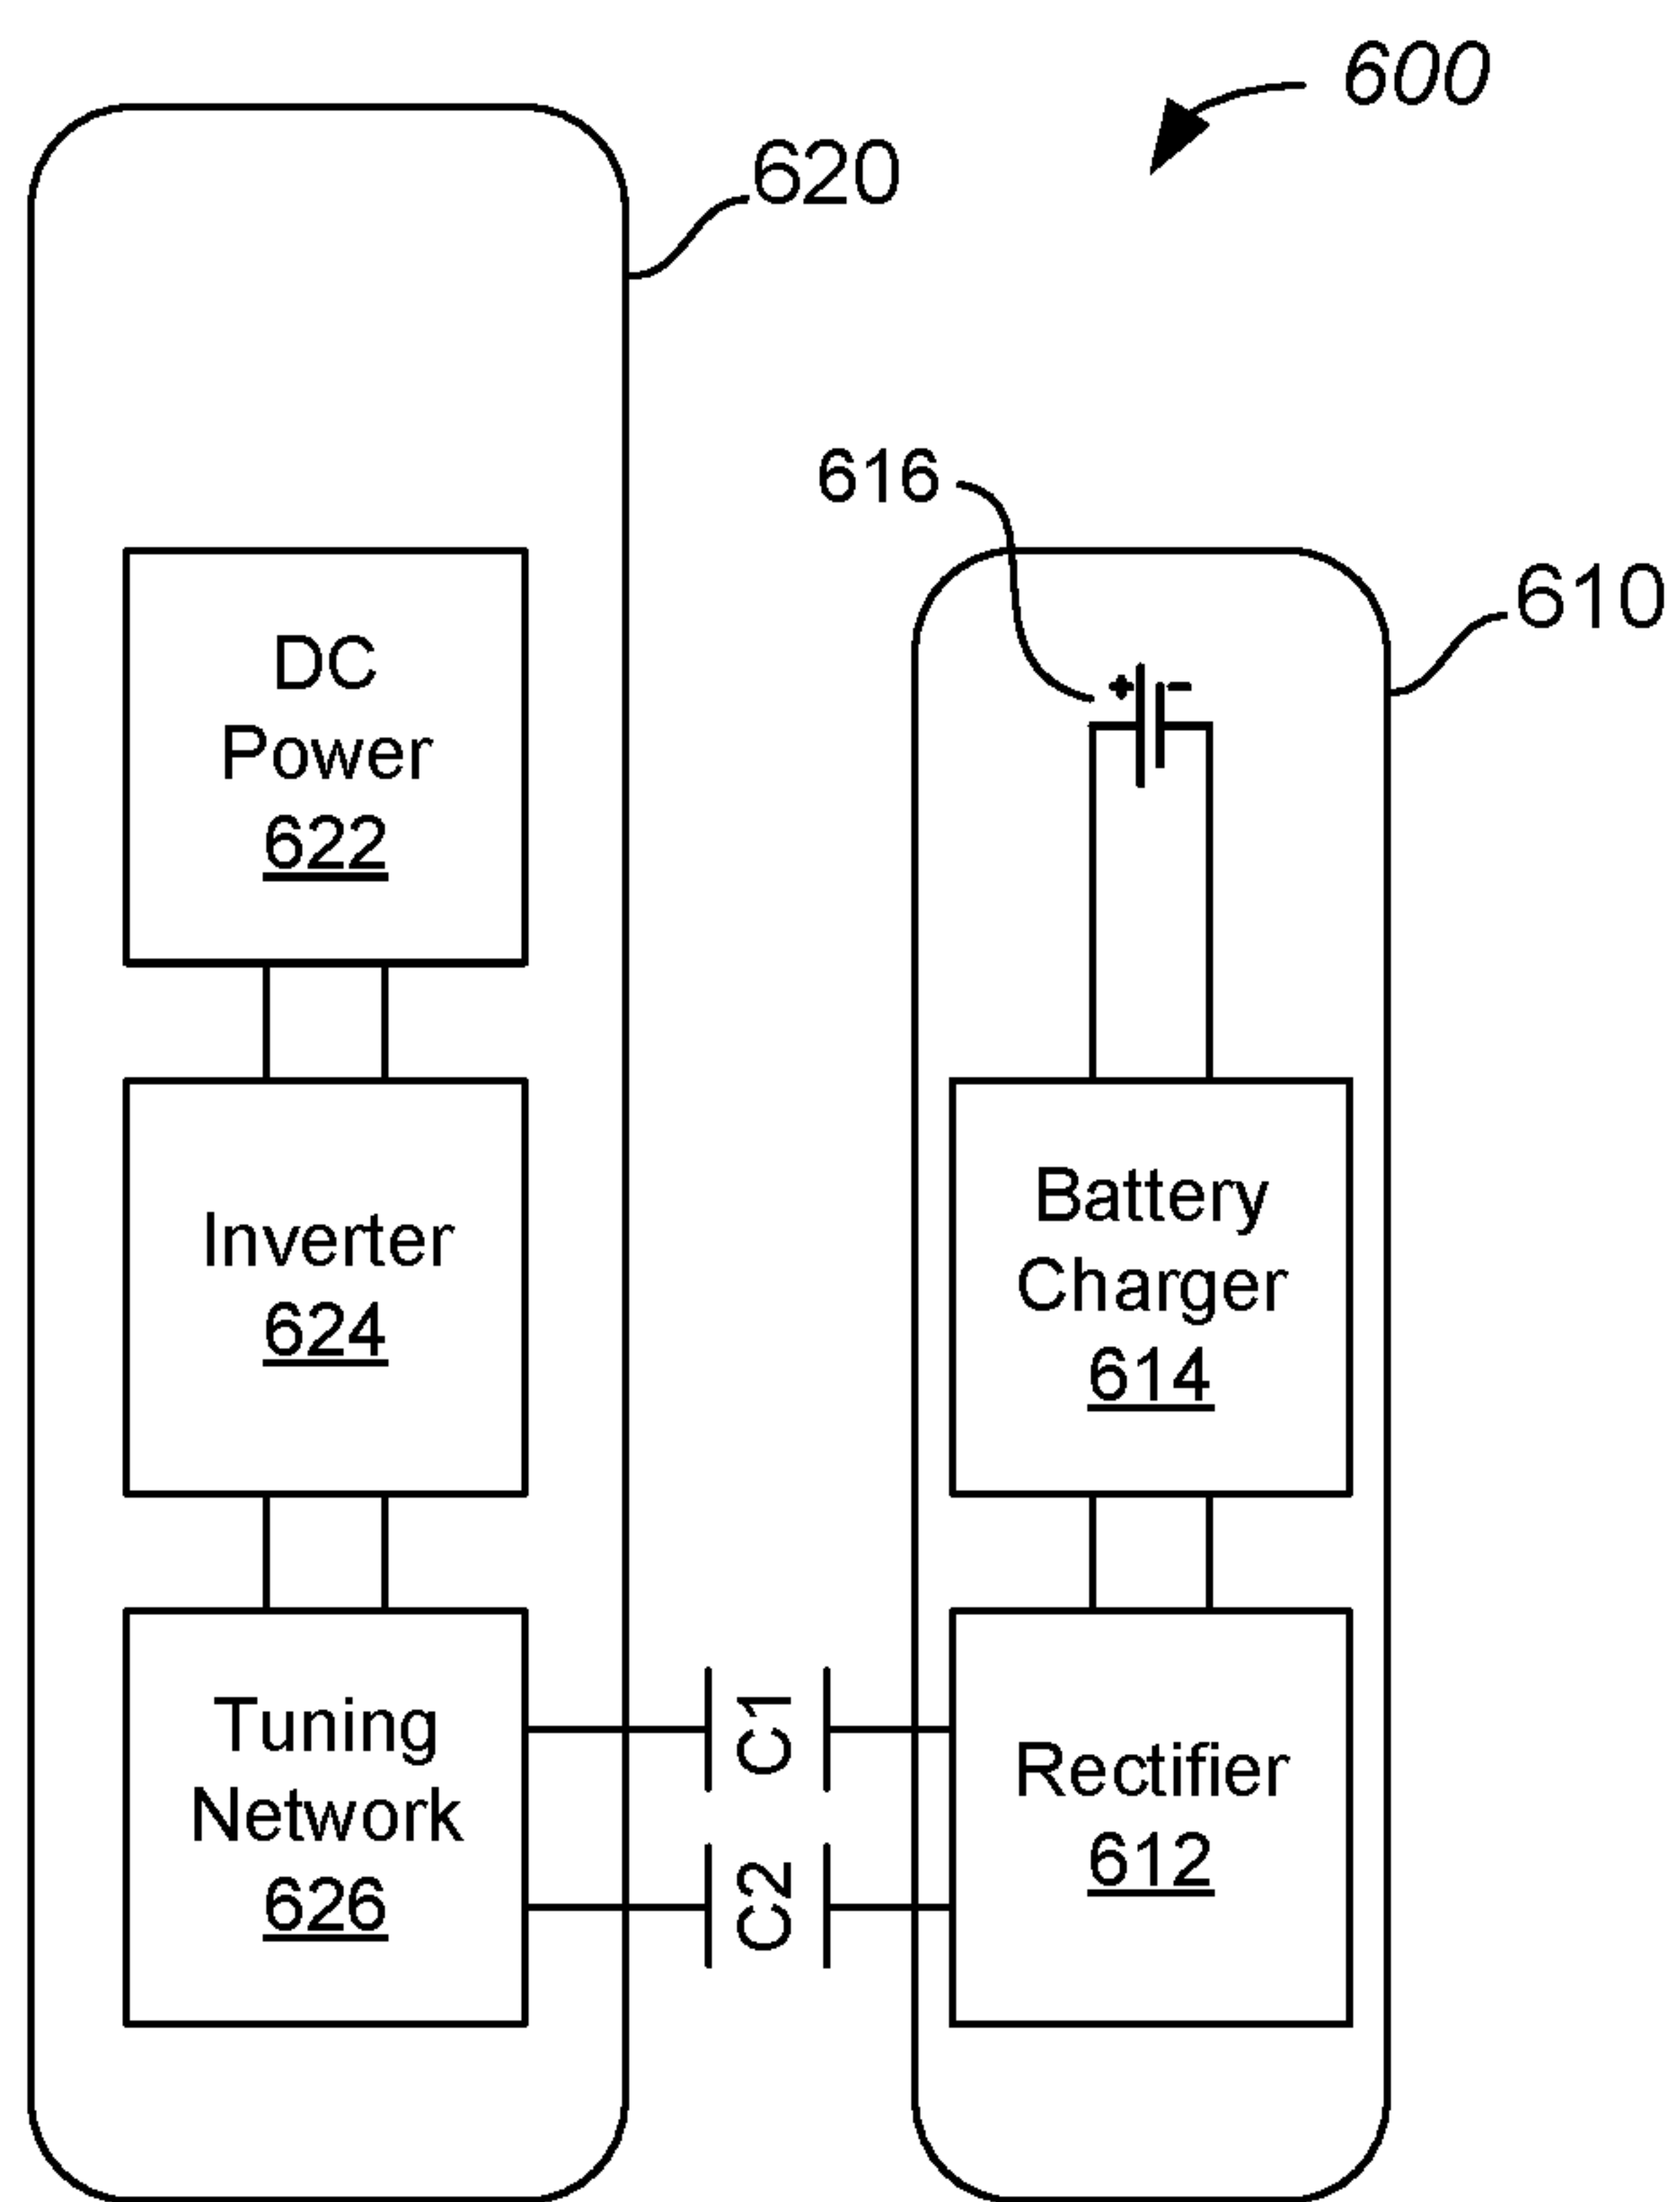 600
620
616
610
DC
Power
622
Inverter
624
Battery
Charger
614
Tuning
Network
626
C1
C2
Rectifier
612
+ -